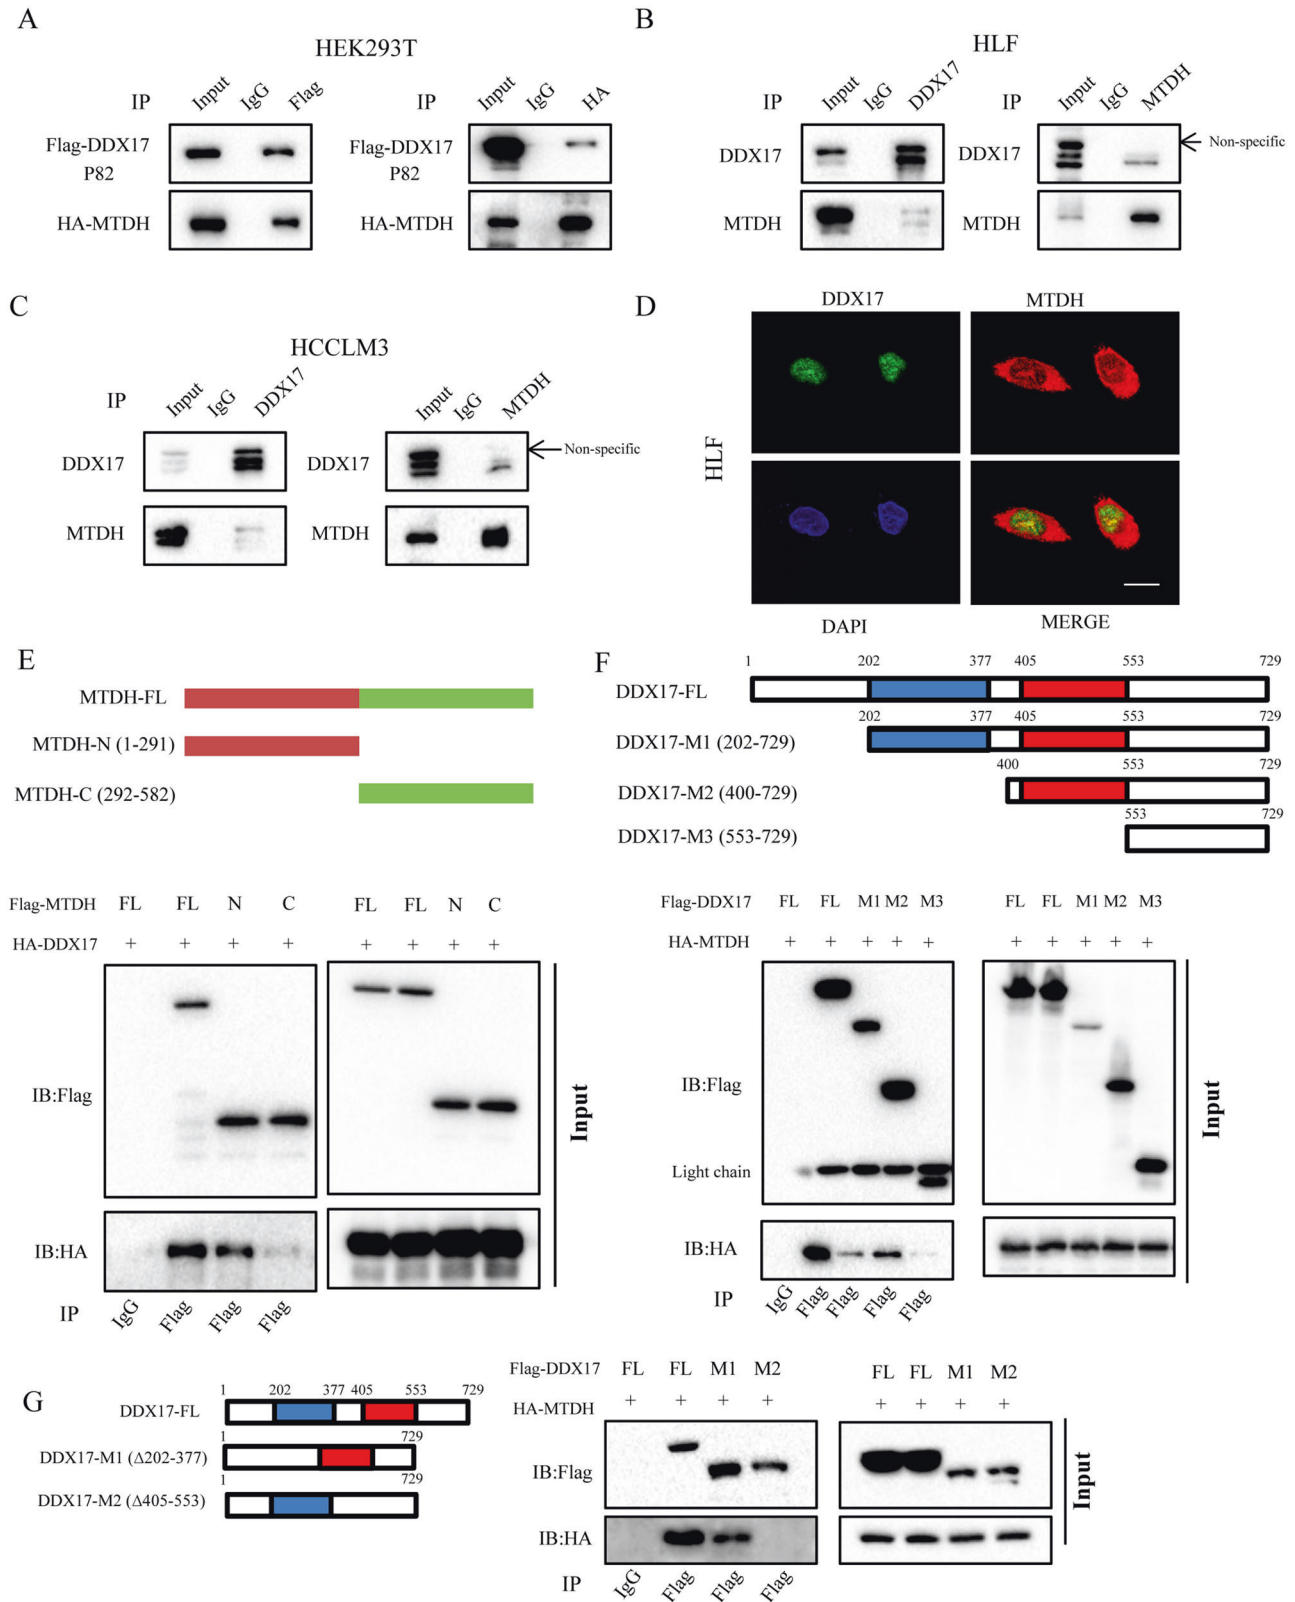 A
HEK293T
IP Input IgG Flag
Flag-DDX17
P82
HA-MTDH
IP Input IgG HA
Flag-DDX17
P82
HA-MTDH
B
HLF
IP Input IgG DDX17
DDX17
MTDH
IP Input IgG MTDH
DDX17
Non-specific
MTDH
C
HCCLM3
IP Input IgG DDX17
DDX17
MTDH
Input IgG MTDH
DDX17
Non-specific
MTDH
D
DDX17 MTDH
HLF
DAPI MERGE
E
MTDH-FL
MTDH-N (1-291)
MTDH-C (292-582)
Flag-MTDH FL FL N C FL FL N C
HA-DDX17 + + + + + + + +
IB:Flag
IB:HA
Input
IP IgG Flag Flag Flag
F
1 202 377 405 553 729
DDX17-FL
202 377 405 553 729
DDX17-M1 (202-729)
400 553 729
DDX17-M2 (400-729)
553 729
DDX17-M3 (553-729)
Flag-DDX17 FL FL M1 M2 M3 FL FL M1 M2 M3
HA-MTDH + + + + + + + + + +
IB:Flag
Light chain
IB:HA
Input
IP IgG Flag Flag Flag Flag
G
1 202 377 405 553 729
DDX17-FL
1 729
DDX17-M1 (Δ202-377)
1 729
DDX17-M2 (Δ405-553)
Flag-DDX17 FL FL M1 M2 FL FL M1 M2
HA-MTDH + + + + + + + +
IB:Flag
IB:HA
Input
IP IgG Flag Flag Flag